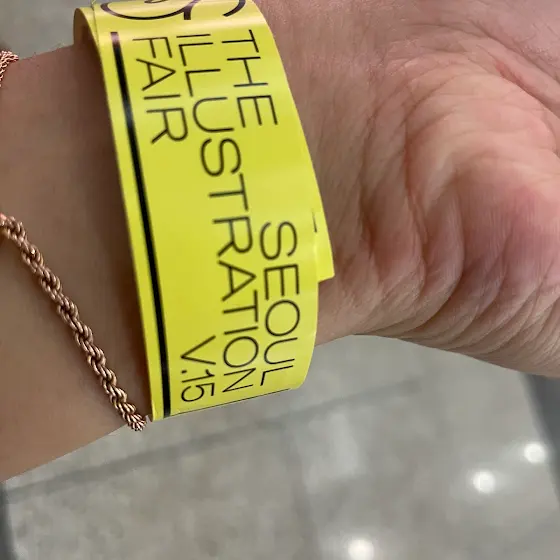 THE SEOUL
ILLUSTRATION
FAIR V.15